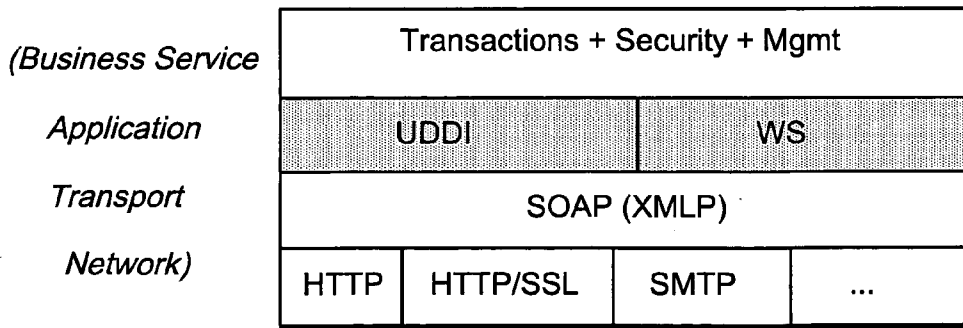 (Business Service Transactions + Security + Mgmt
Application UDDI WS
Transport SOAP (XMLP)
Network) HTTP HTTP/SSL SMTP ...